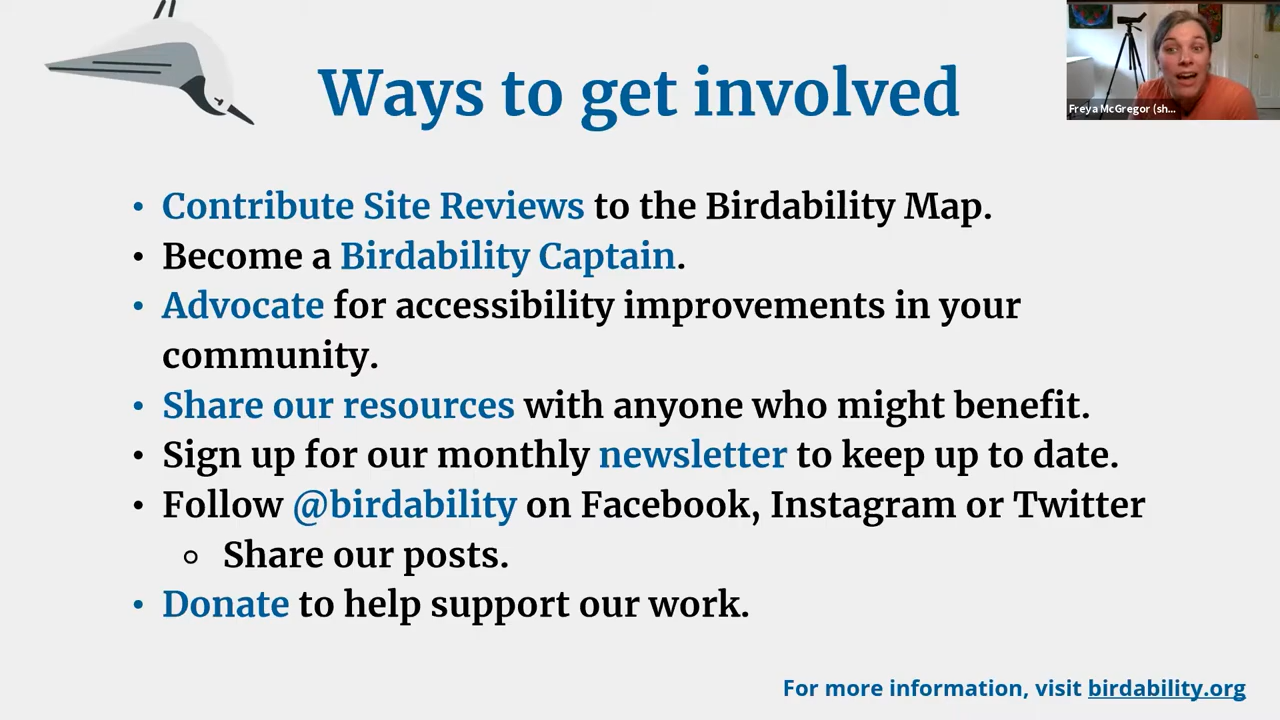 Ways to get involved
Freya McGregor (sh...
• Contribute Site Reviews to the Birdability Map.
• Become a Birdability Captain.
• Advocate for accessibility improvements in your
community.
• Share our resources with anyone who might benefit.
• Sign up for our monthly newsletter to keep up to date.
• Follow @birdability on Facebook, Instagram or Twitter
○ Share our posts.
• Donate to help support our work.
For more information, visit birdability.org